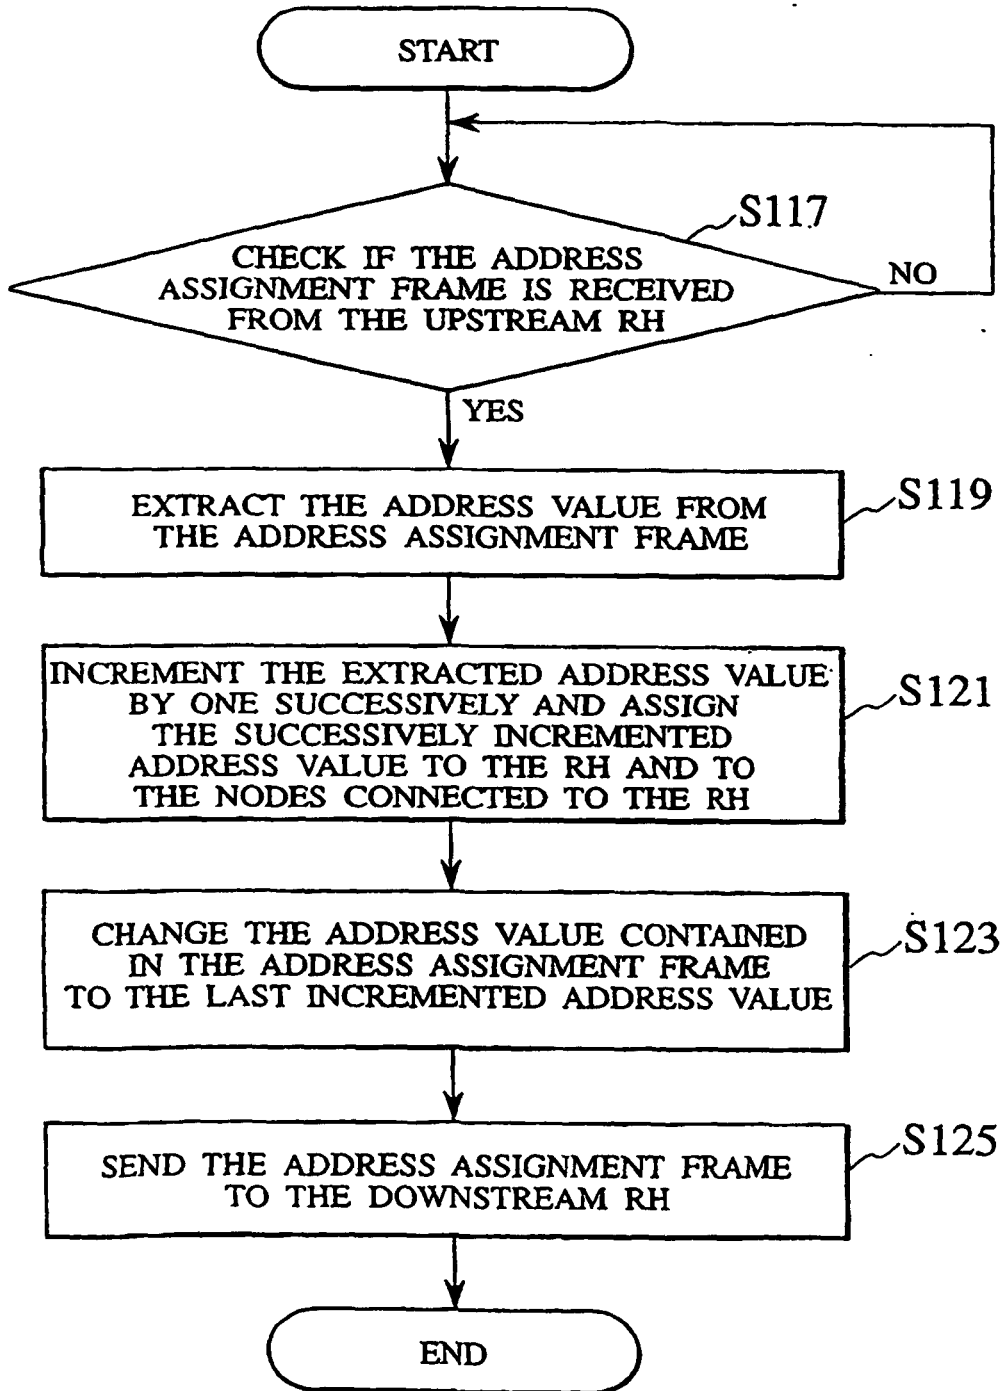 START
S117
CHECK IF THE ADDRESS
ASSIGNMENT FRAME IS RECEIVED
FROM THE UPSTREAM RH
NO
YES
S119
EXTRACT THE ADDRESS VALUE FROM
THE ADDRESS ASSIGNMENT FRAME
INCREMENT THE EXTRACTED ADDRESS VALUE
BY ONE SUCCESSIVELY AND ASSIGN
THE SUCCESSIVELY INCREMENTED
ADDRESS VALUE TO THE RH AND TO
THE NODES CONNECTED TO THE RH
S121
CHANGE THE ADDRESS VALUE CONTAINED
IN THE ADDRESS ASSIGNMENT FRAME
TO THE LAST INCREMENTED ADDRESS VALUE
S123
SEND THE ADDRESS ASSIGNMENT FRAME
TO THE DOWNSTREAM RH
S125
END